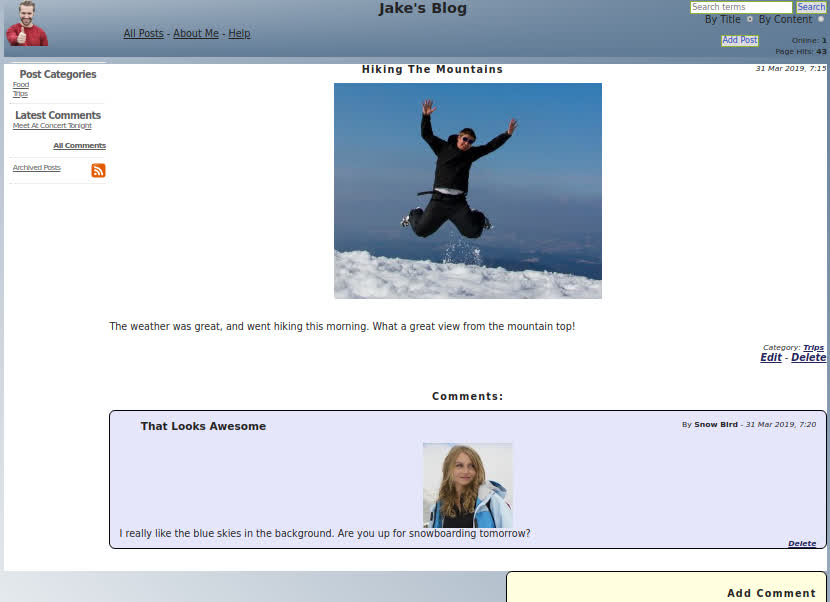 Jake's Blog
Search
By Title By Content
All Posts - About Me - Help
Add Post
Online: 1
Page Hits: 43
Post Categories
Food
Trips
Latest Comments
Meet At Concert Tonight
All Comments
Archived Posts
Hiking The Mountains
31 Mar 2019, 7:15
The weather was great, and went hiking this morning. What a great view from the mountain top!
Category: Trips
Edit - Delete
Comments:
That Looks Awesome
By Snow Bird - 31 Mar 2019, 7:20
I really like the blue skies in the background. Are you up for snowboarding tomorrow?
Delete
Add Comment
Search terms